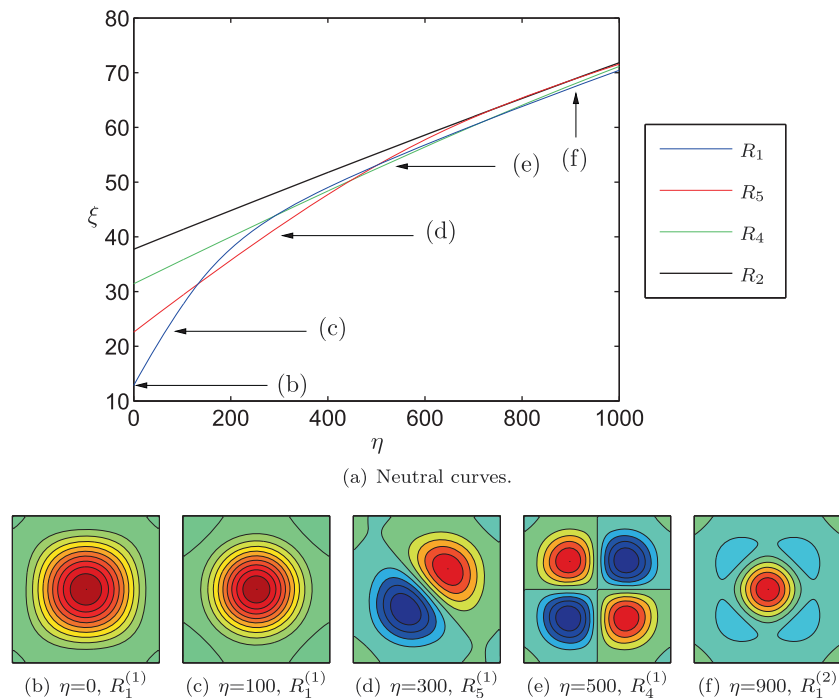 80
70
60
50
40
30
20
10
ξ
0
200
400
600
800
1000
η
(b)
(c)
(d)
(e)
(f)
R₁
R₅
R₄
R₂
(a) Neutral curves.
(b) η=0, R₁⁽¹⁾
(c) η=100, R₁⁽¹⁾
(d) η=300, R₅⁽¹⁾
(e) η=500, R₄⁽¹⁾
(f) η=900, R₁⁽²